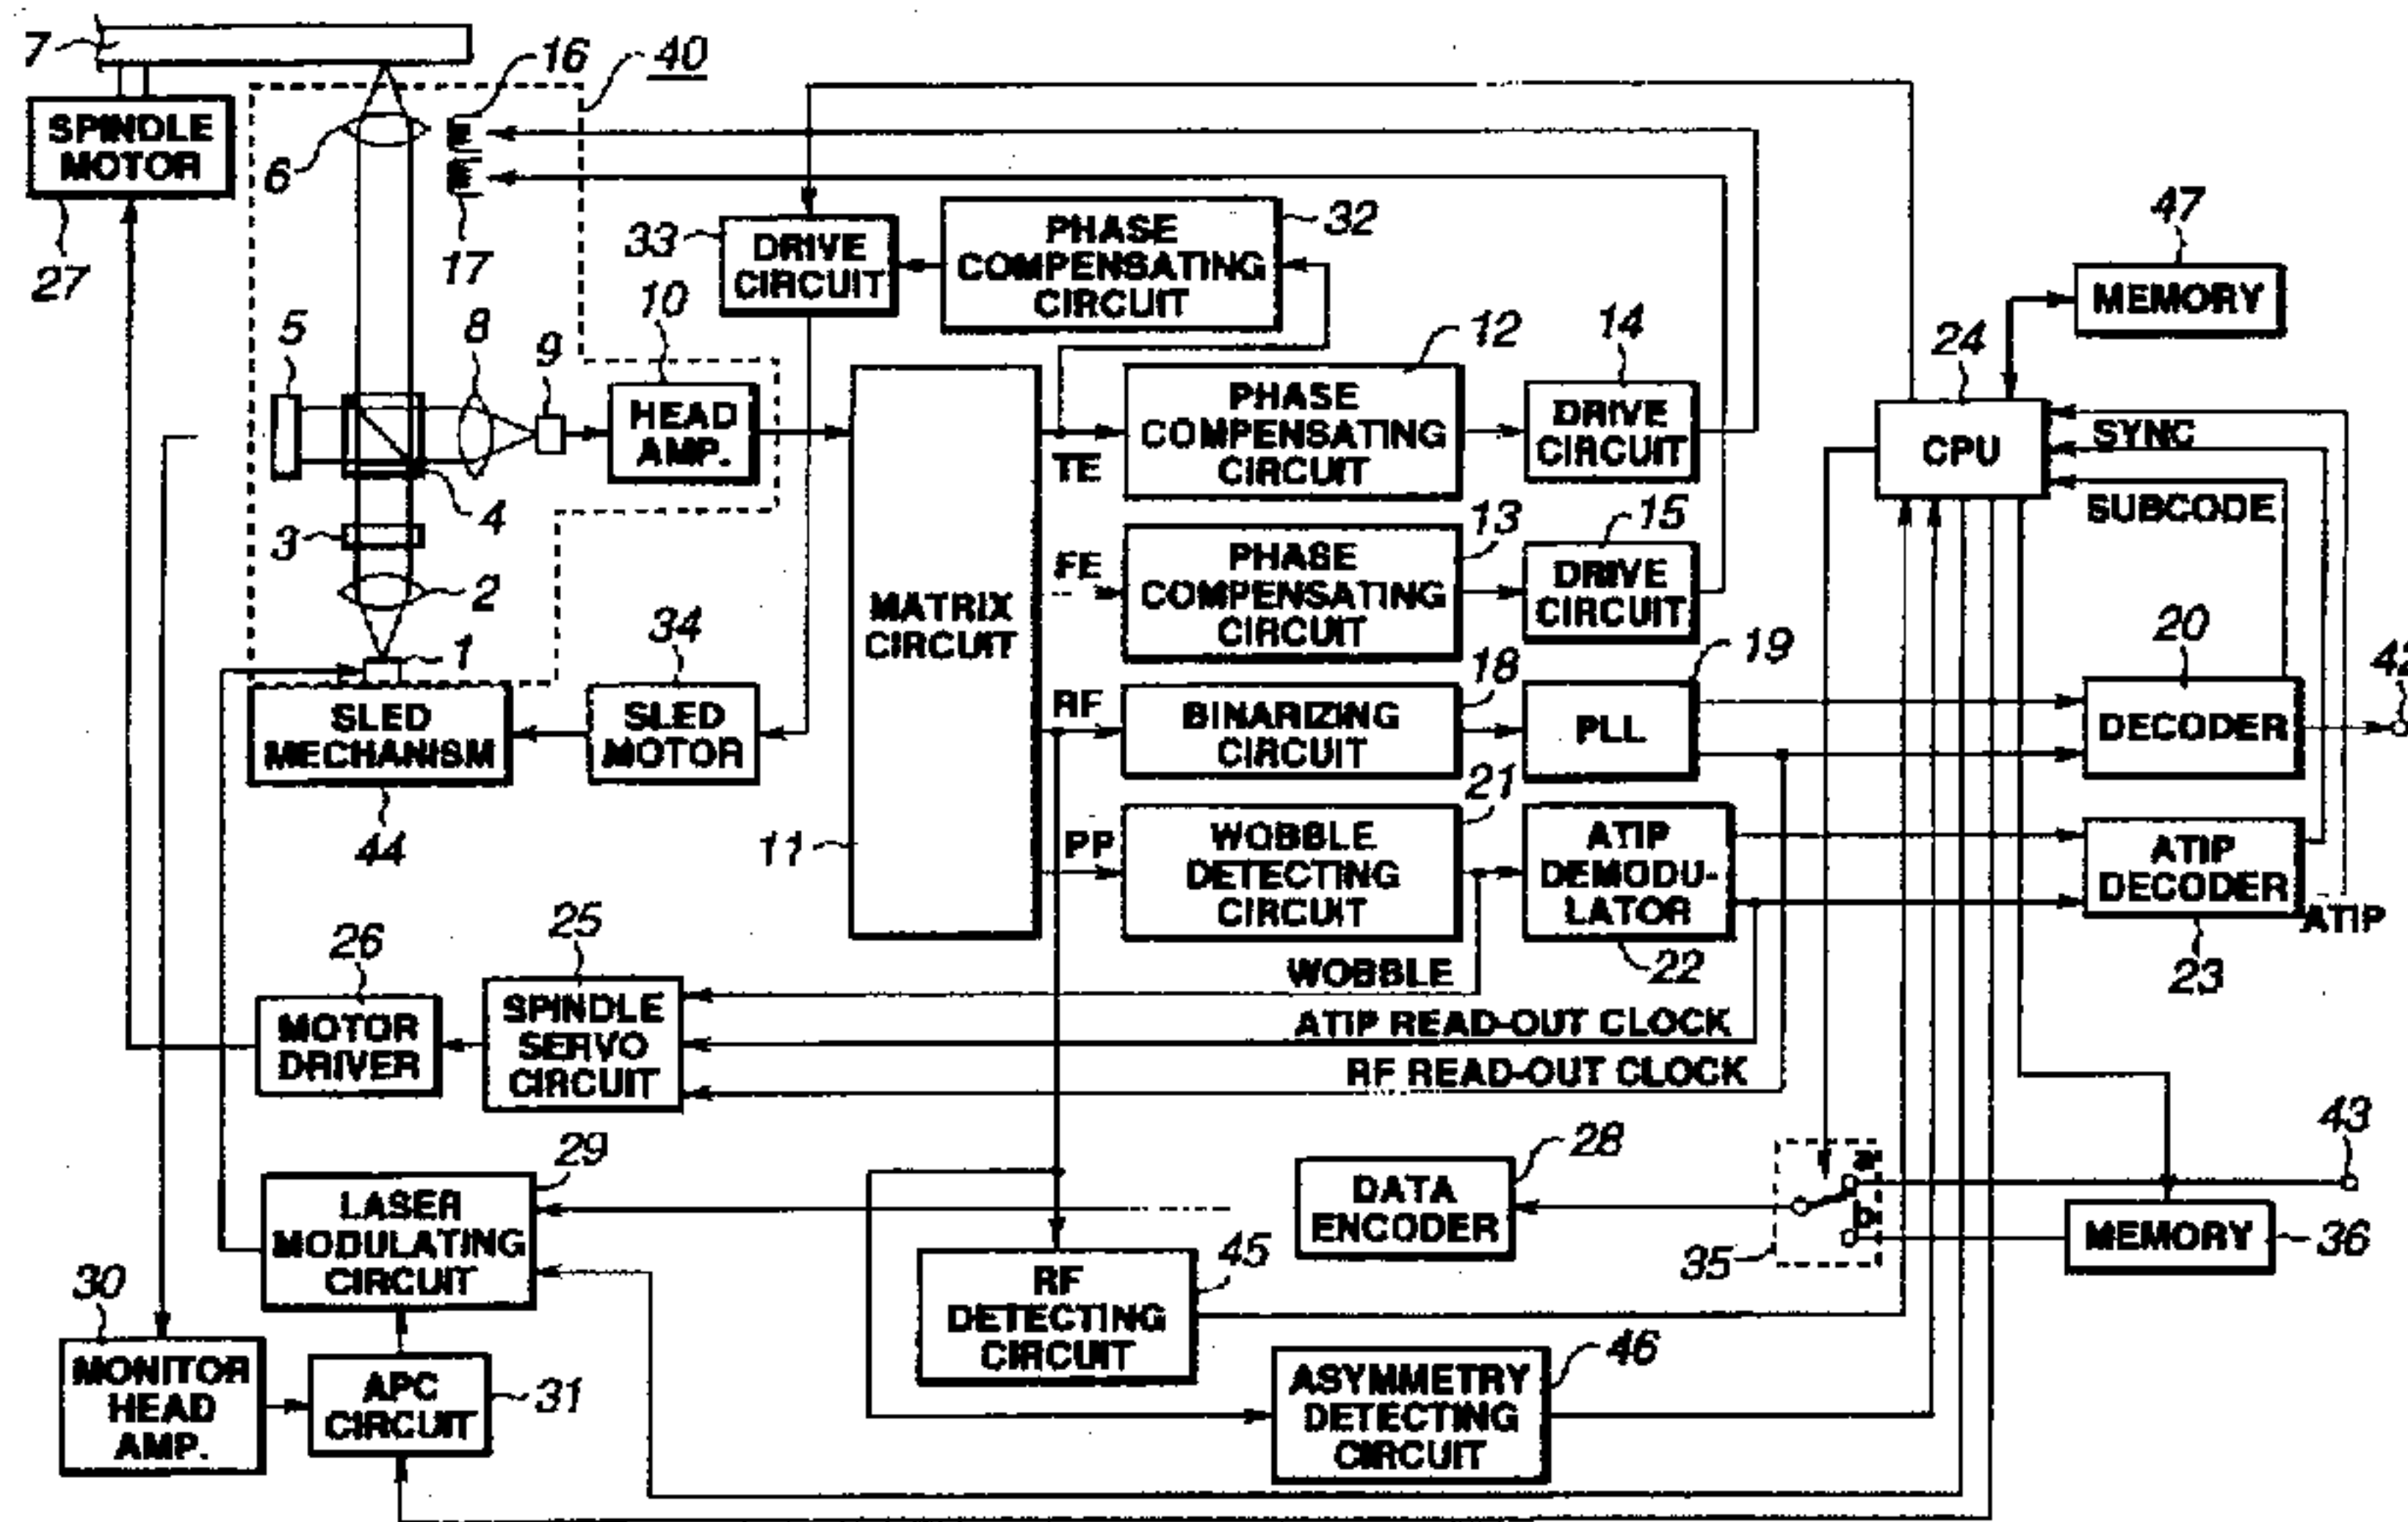 7
16
40
SPINDLE
MOTOR
6
17
27
33
DRIVE
CIRCUIT
PHASE
COMPENSATING
CIRCUIT
32
47
MEMORY
5
8
9
10
HEAD
AMP.
12
PHASE
COMPENSATING
CIRCUIT
14
DRIVE
CIRCUIT
24
CPU
SYNC
SUBCODE
TE
4
3
2
1
FE
13
PHASE
COMPENSATING
CIRCUIT
15
DRIVE
CIRCUIT
MATRIX
CIRCUIT
11
34
SLED
MOTOR
SLED
MECHANISM
44
RF
18
BINARIZING
CIRCUIT
19
PLL
20
DECODER
42
PP
21
WOBBLE
DETECTING
CIRCUIT
ATIP
DEMODU-
LATOR
22
ATIP
DECODER
ATIP
23
26
MOTOR
DRIVER
25
SPINDLE
SERVO
CIRCUIT
WOBBLE
ATIP READ-OUT CLOCK
RF READ-OUT CLOCK
29
LASER
MODULATING
CIRCUIT
28
DATA
ENCODER
a
b
35
43
MEMORY
36
30
MONITOR
HEAD
AMP.
APC
CIRCUIT
31
45
RF
DETECTING
CIRCUIT
46
ASYMMETRY
DETECTING
CIRCUIT